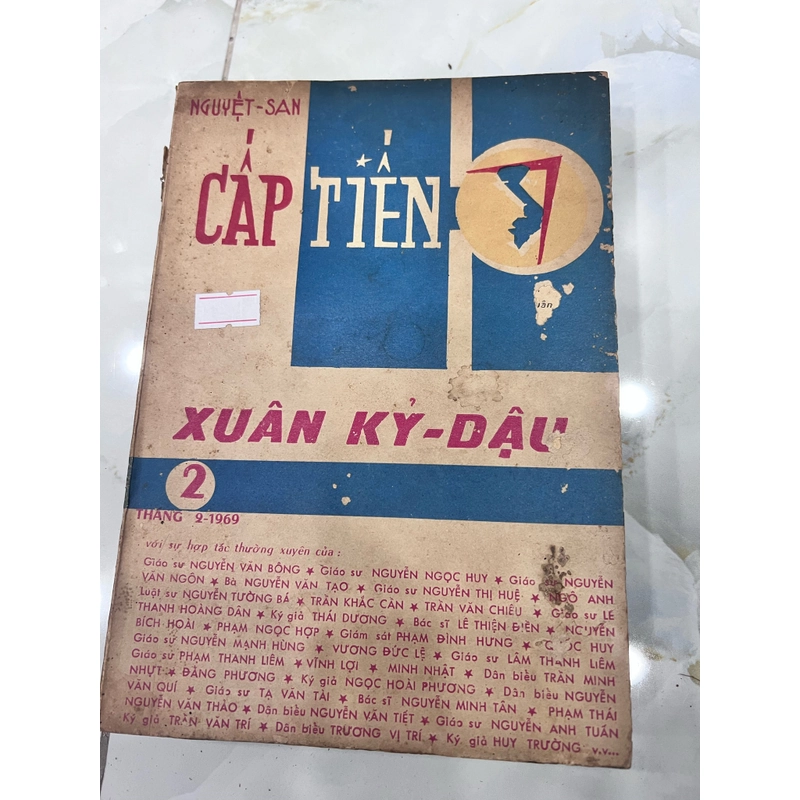 NGUYỆT-SAN
CẤP TIẾN
XUÂN KỶ-DẬU
2
THÁNG 2-1969
với sự hợp tác thường xuyên của :
Giáo sư NGUYỄN VĂN BÔNG ★ Giáo sư NGUYỄN NGỌC HUY ★ Giáo sư NGUYỄN
VĂN NGÔN ★ Bà NGUYỄN VĂN TẠO ★ Giáo sư NGUYỄN THỊ HUỆ ★ NGÔ ANH
Luật sư NGUYỄN TƯỜNG BÁ ★ TRẦN KHẮC CẦN ★ TRẦN VĂN CHIÊU ★ Giáo sư LÊ
THANH HOÀNG DÂN ★ Ký giả THÁI DƯƠNG ★ Bác sĩ LÊ THIỆN ĐIỀN ★ NGUYỄN
BÍCH HOÀI ★ PHẠM NGỌC HỢP ★ Giám sát PHẠM ĐÌNH HƯNG ★ HUY
Giáo sư NGUYỄN MẠNH HÙNG ★ VƯƠNG ĐỨC LỆ ★ Giáo sư LÂM THANH LIÊM
Giáo sư PHẠM THANH LIÊM ★ VĨNH LỢI ★ MINH NHẬT ★ Dân biểu TRẦN MINH
NHỰT ★ ĐẰNG PHƯƠNG ★ Ký giả NGỌC HOÀI PHƯƠNG ★ Dân biểu NGUYỄN
VĂN QUÍ ★ Giáo sư TẠ VĂN TÀI ★ Bác sĩ NGUYỄN MINH TÂN ★ PHẠM THÁI
NGUYỄN VĂN THẢO ★ Dân biểu NGUYỄN VĂN TIẾT ★ Giáo sư NGUYỄN ANH TUẤN
Ký giả TRẦN VĂN TRÍ ★ Dân biểu TRƯƠNG VỊ TRÍ ★ Ký giả HUY TRƯỜNG v.v...